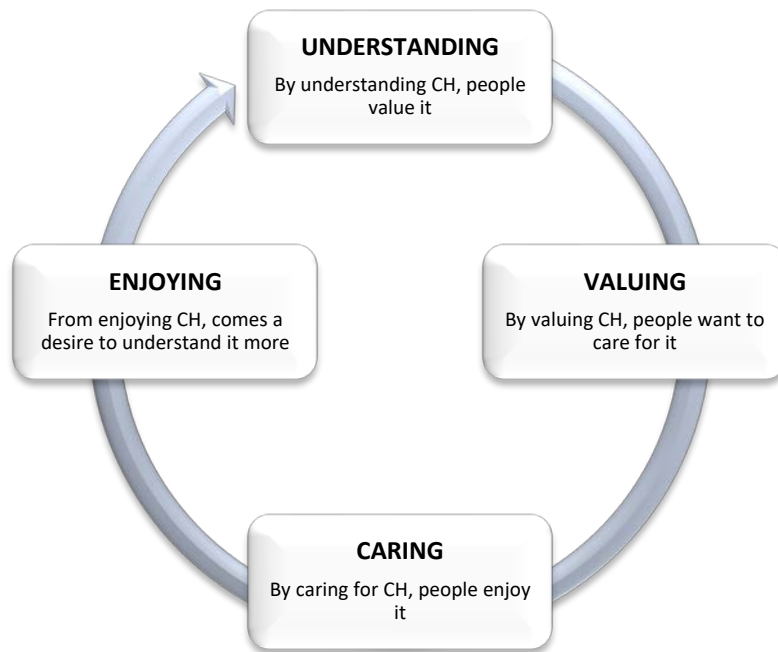 UNDERSTANDING
By understanding CH, people
value it
VALUING
By valuing CH, people want to
care for it
CARING
By caring for CH, people enjoy
it
ENJOYING
From enjoying CH, comes a
desire to understand it more